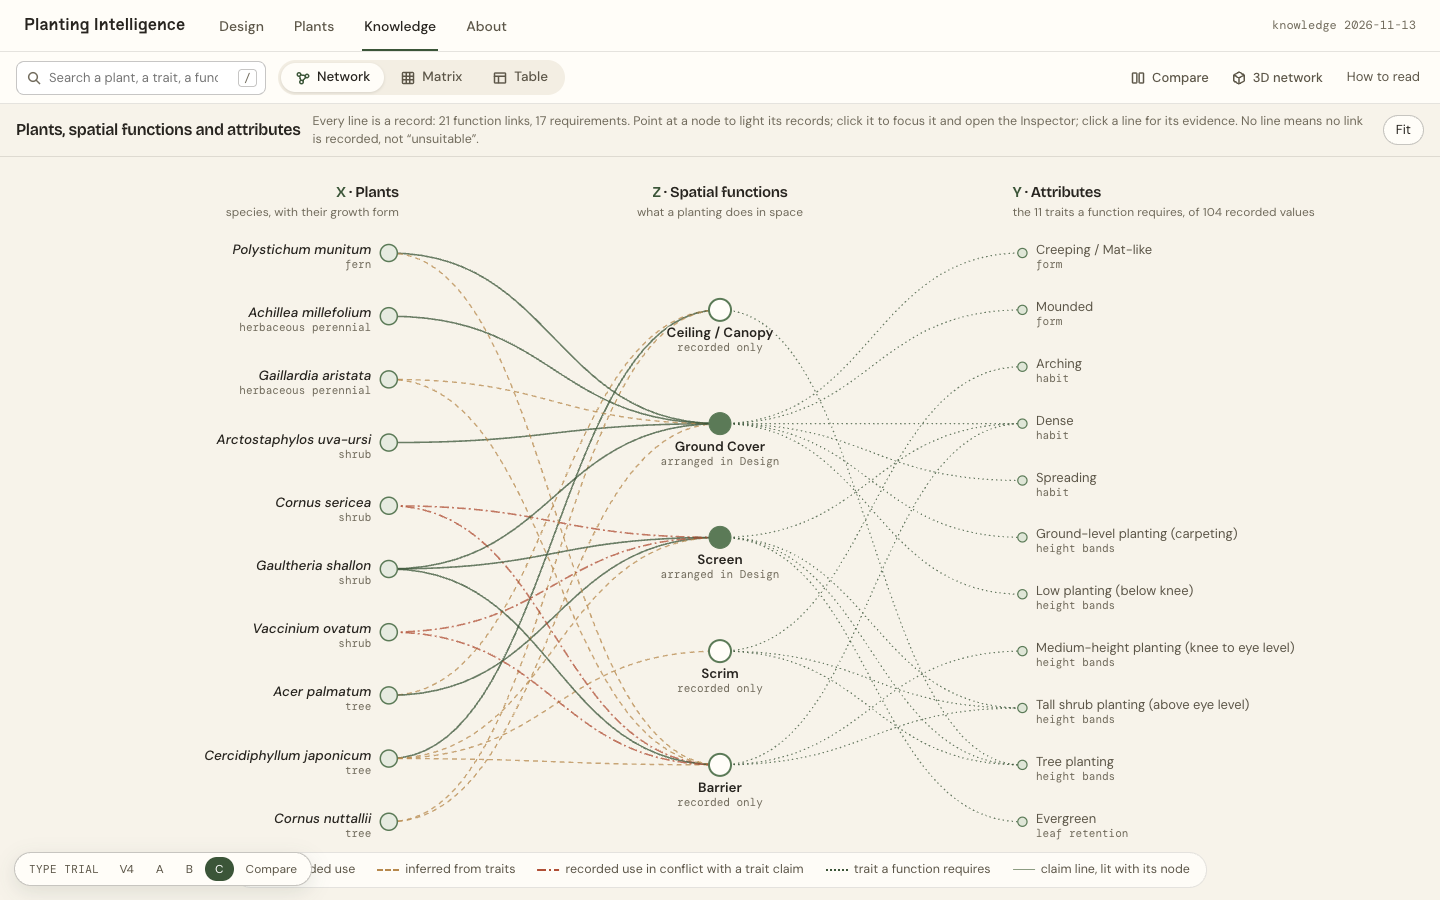 Planting Intelligence
Design
Plants
Knowledge
About
knowledge 2026-11-13
Search a plant, a trait, a func
/
Network
Matrix
Table
Compare
3D network
How to read
Plants, spatial functions and attributes
Every line is a record: 21 function links, 17 requirements. Point at a node to light its records; click it to focus it and open the Inspector; click a line for its evidence. No line means no link
is recorded, not “unsuitable”.
Fit
X · Plants
species, with their growth form
Z · Spatial functions
what a planting does in space
Y · Attributes
the 11 traits a function requires, of 104 recorded values
Polystichum munitum
fern
Achillea millefolium
herbaceous perennial
Gaillardia aristata
herbaceous perennial
Arctostaphylos uva-ursi
shrub
Cornus sericea
shrub
Gaultheria shallon
shrub
Vaccinium ovatum
shrub
Acer palmatum
tree
Cercidiphyllum japonicum
tree
Cornus nuttallii
tree
Ceiling / Canopy
recorded only
Ground Cover
arranged in Design
Screen
arranged in Design
Scrim
recorded only
Barrier
recorded only
Creeping / Mat-like
form
Mounded
form
Arching
habit
Dense
habit
Spreading
habit
Ground-level planting (carpeting)
height bands
Low planting (below knee)
height bands
Medium-height planting (knee to eye level)
height bands
Tall shrub planting (above eye level)
height bands
Tree planting
height bands
Evergreen
leaf retention
TYPE TRIAL
V4
A
B
C
Compare
ded use
inferred from traits
recorded use in conflict with a trait claim
trait a function requires
claim line, lit with its node